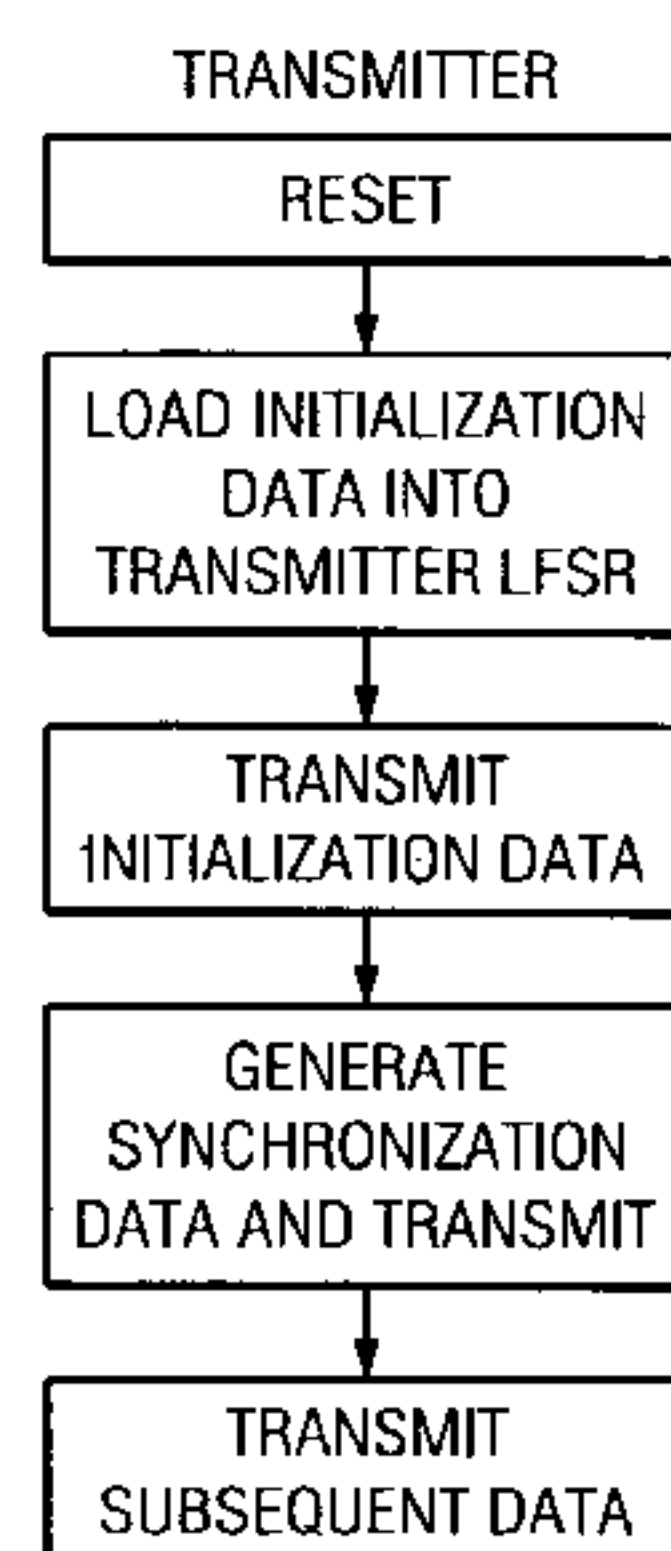 TRANSMITTER
RESET
LOAD INITIALIZATION
DATA INTO
TRANSMITTER LFSR
TRANSMIT
INITIALIZATION DATA
GENERATE
SYNCHRONIZATION
DATA AND TRANSMIT
TRANSMIT
SUBSEQUENT DATA